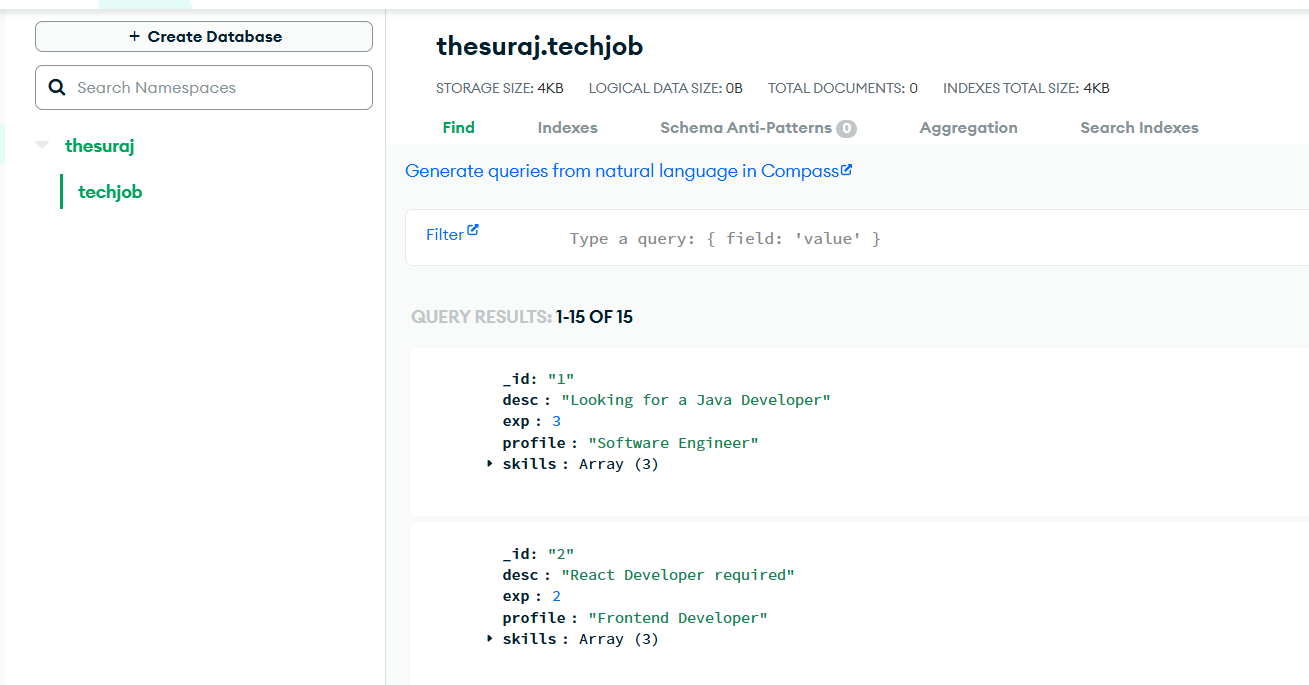 + Create Database
Search Namespaces
thesuraj
techjob
thesuraj.techjob
STORAGE SIZE: 4KB LOGICAL DATA SIZE: 0B TOTAL DOCUMENTS: 0 INDEXES TOTAL SIZE: 4KB
Find Indexes Schema Anti-Patterns 0 Aggregation Search Indexes
Generate queries from natural language in Compass
Filter Type a query: { field: 'value' }
QUERY RESULTS: 1-15 OF 15
_id: "1"
desc : "Looking for a Java Developer"
exp : 3
profile : "Software Engineer"
skills : Array (3)
_id: "2"
desc : "React Developer required"
exp : 2
profile : "Frontend Developer"
skills : Array (3)